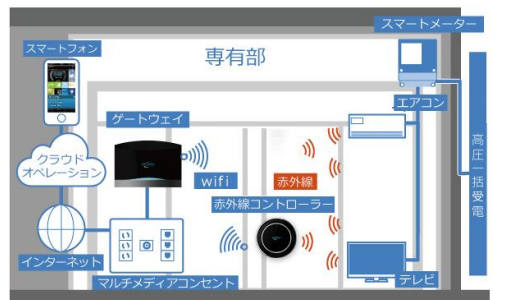 スマートメーター
スマートフォン
専有部
エアコン
ゲートウェイ
高圧一括受電
クラウド
オペレーション
wifi
赤外線
赤外線コントローラー
インターネット
マルチメディアコンセント
テレビ